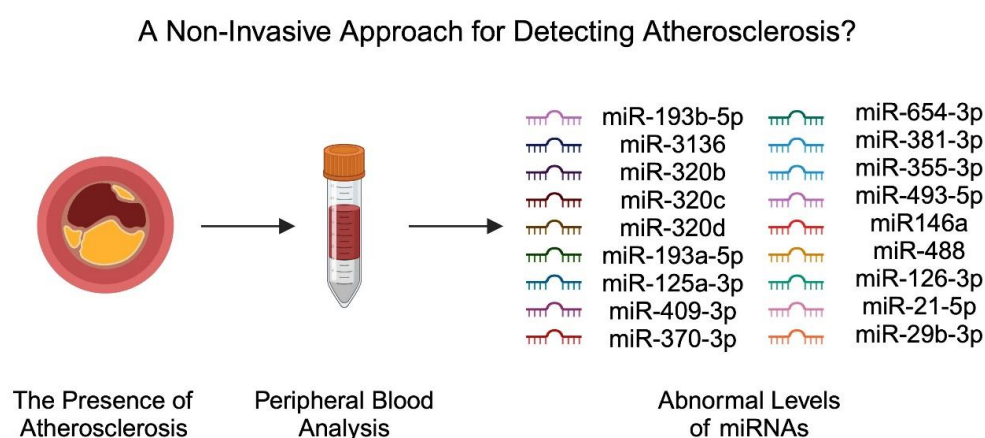 A Non-Invasive Approach for Detecting Atherosclerosis?
miR-193b-5p
miR-3136
miR-320b
miR-320c
miR-320d
miR-193a-5p
miR-125a-3p
miR-409-3p
miR-370-3p
miR-654-3p
miR-381-3p
miR-355-3p
miR-493-5p
miR146a
miR-488
miR-126-3p
miR-21-5p
miR-29b-3p
The Presence of
Atherosclerosis
Peripheral Blood
Analysis
Abnormal Levels
of miRNAs